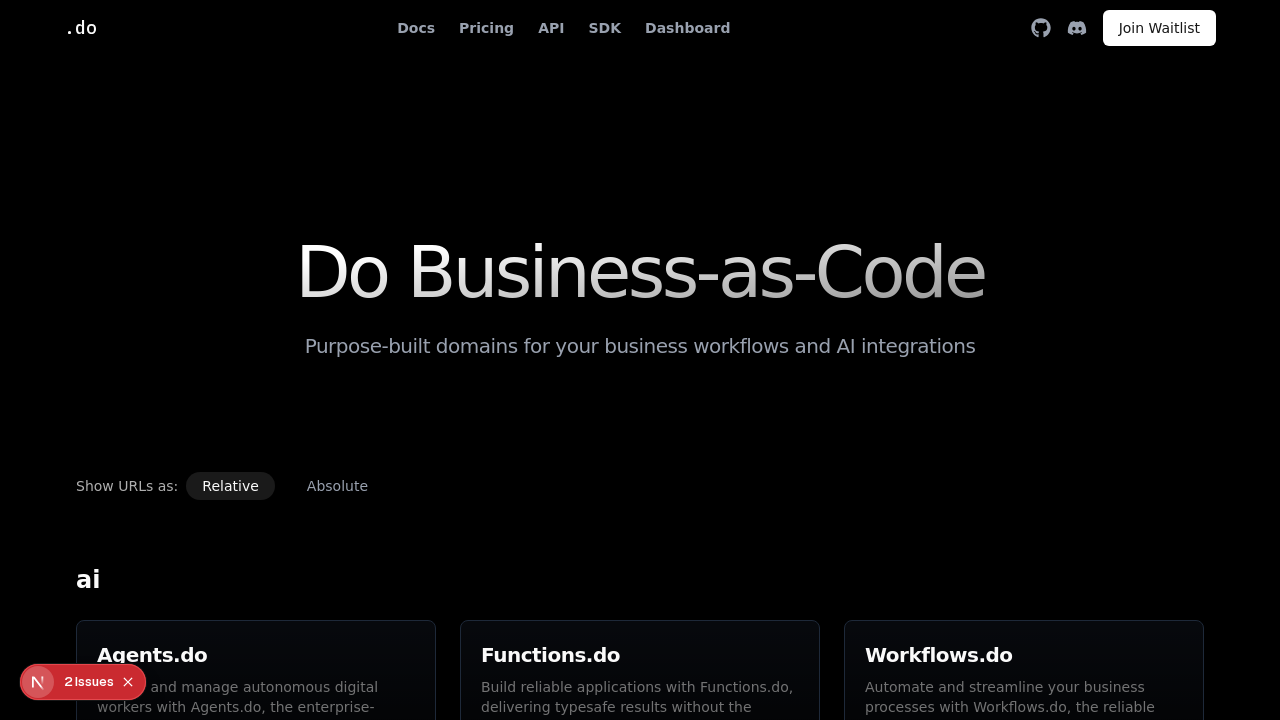 .do
Docs Pricing API SDK Dashboard
Join Waitlist
Do Business-as-Code
Purpose-built domains for your business workflows and AI integrations
Show URLs as: Relative Absolute
ai
Agents.do
and manage autonomous digital
workers with Agents.do, the enterprise-
Functions.do
Build reliable applications with Functions.do,
delivering typesafe results without the
Workflows.do
Automate and streamline your business
processes with Workflows.do, the reliable
N 2 Issues